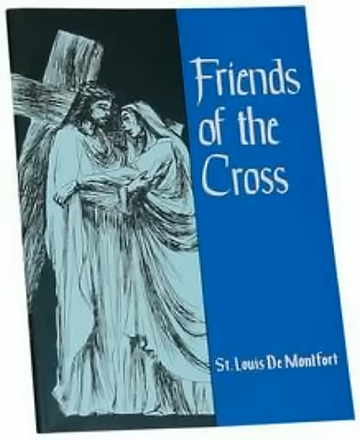 Friends
of the
Cross
St. Louis De Montfort